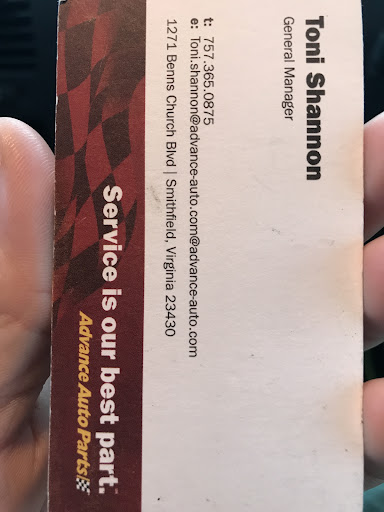 Toni Shannon
General Manager
t: 757.365.0875
e: Toni.shannon@advance-auto.com@advance-auto.com
1271 Benns Church Blvd | Smithfield, Virginia 23430
Service is our best part.™
Advance Auto Parts